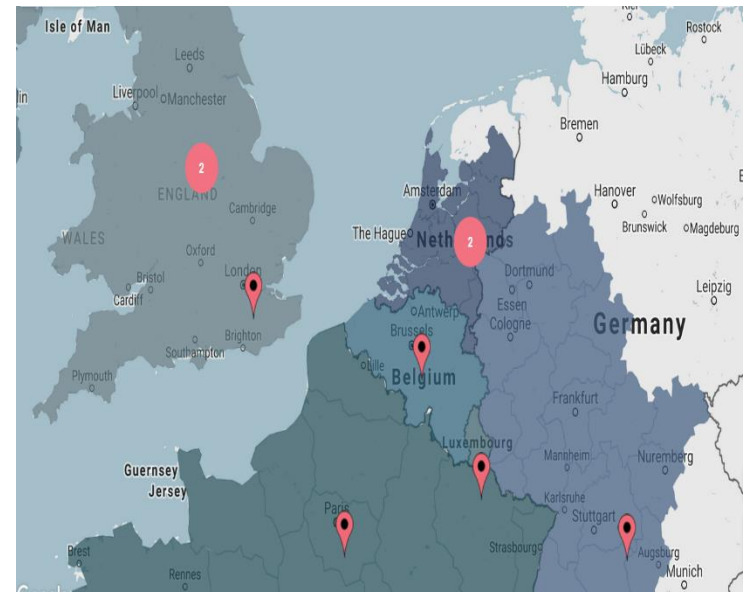 Isle of Man
Leeds
Liverpool
Manchester
2
ENGLAND
Cambridge
WALES
Oxford
Bristol
London
Cardiff
Brighton
Southampton
Plymouth
Guernsey
Jersey
Brest
Rennes
Paris
Amsterdam
The Hague
2
Antwerp
Brussels
Lille
Belgium
Luxembourg
Strasbourg
Rostock
Lübeck
Hamburg
Bremen
Hanover
Wolfsburg
Brunswick
Magdeburg
Dortmund
Essen
Cologne
Leipzig
Germany
Frankfurt
Mannheim
Nuremberg
Karlsruhe
Stuttgart
Augsburg
Munich